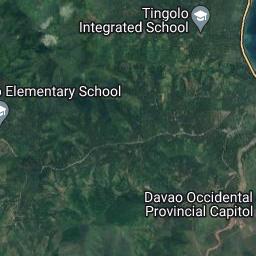 Tingolo
Integrated School
Elementary School
Davao Occidental
Provincial Capitol